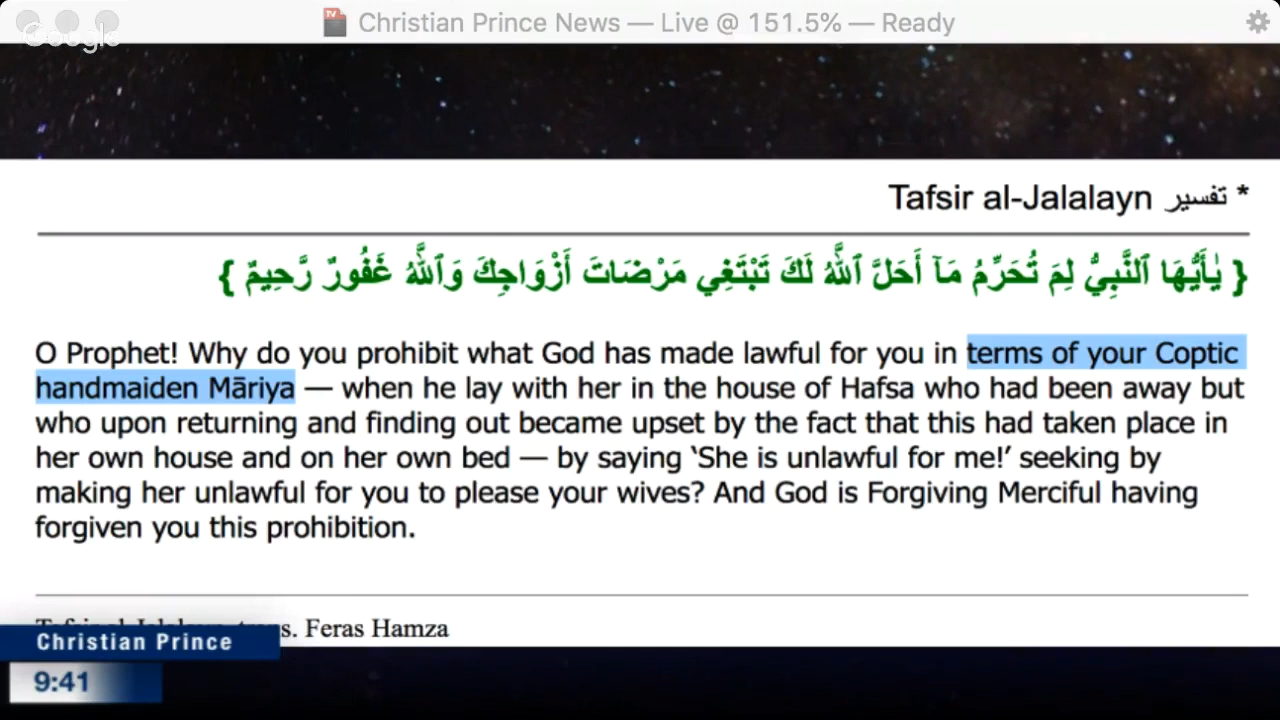 Christian Prince News — Live @ 151.5% — Ready
Google
* تفسير Tafsir al-Jalalayn
{ يٰأَيُّهَا ٱلنَّبِيُّ لِمَ تُحَرِّمُ مَآ أَحَلَّ ٱللَّهُ لَكَ تَبْتَغِي مَرْضَاتَ أَزْوَاجِكَ وَٱللَّهُ غَفُورٌ رَّحِيمٌ }
O Prophet! Why do you prohibit what God has made lawful for you in terms of your Coptic
handmaiden Māriya — when he lay with her in the house of Hafsa who had been away but
who upon returning and finding out became upset by the fact that this had taken place in
her own house and on her own bed — by saying ‘She is unlawful for me!’ seeking by
making her unlawful for you to please your wives? And God is Forgiving Merciful having
forgiven you this prohibition.
Tafsir al-Jalalayn, trans. Feras Hamza
Christian Prince
9:41